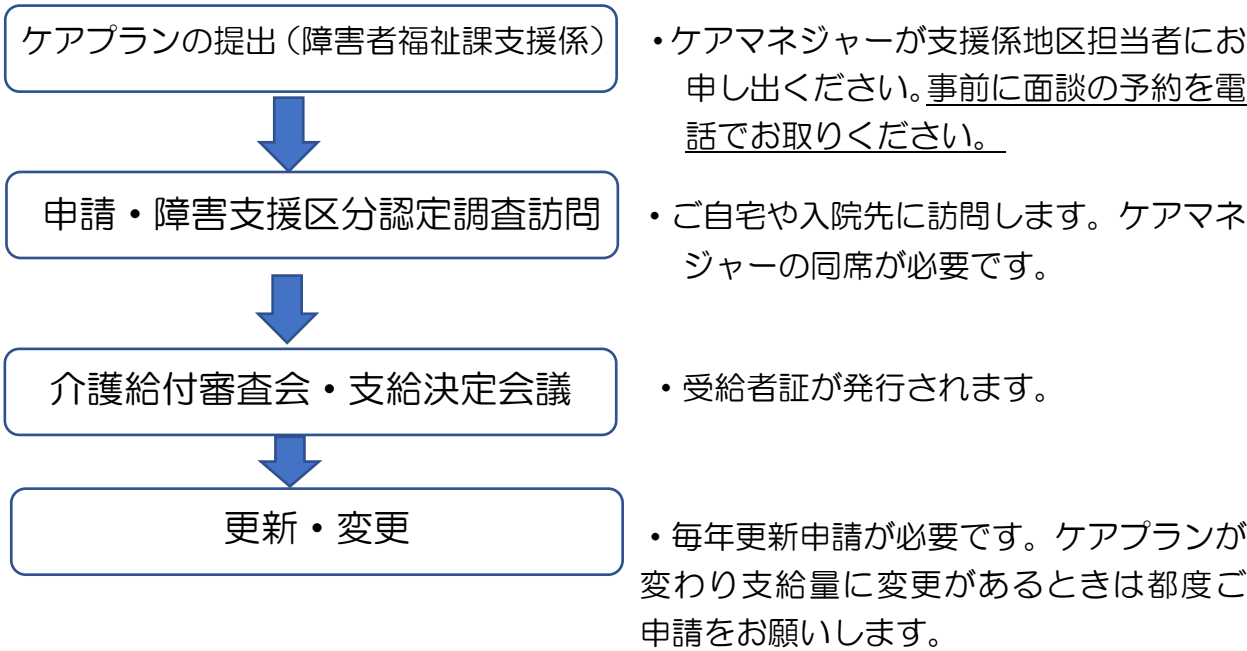 ケアプランの提出（障害者福祉課支援係）
・ケアマネジャーが支援係地区担当者にお
申し出ください。事前に面談の予約を電
話でお取りください。
申請・障害支援区分認定調査訪問
・ご自宅や入院先に訪問します。ケアマネ
ジャーの同席が必要です。
介護給付審査会・支給決定会議
・受給者証が発行されます。
更新・変更
・毎年更新申請が必要です。ケアプランが
変わり支給量に変更があるときは都度ご
申請をお願いします。